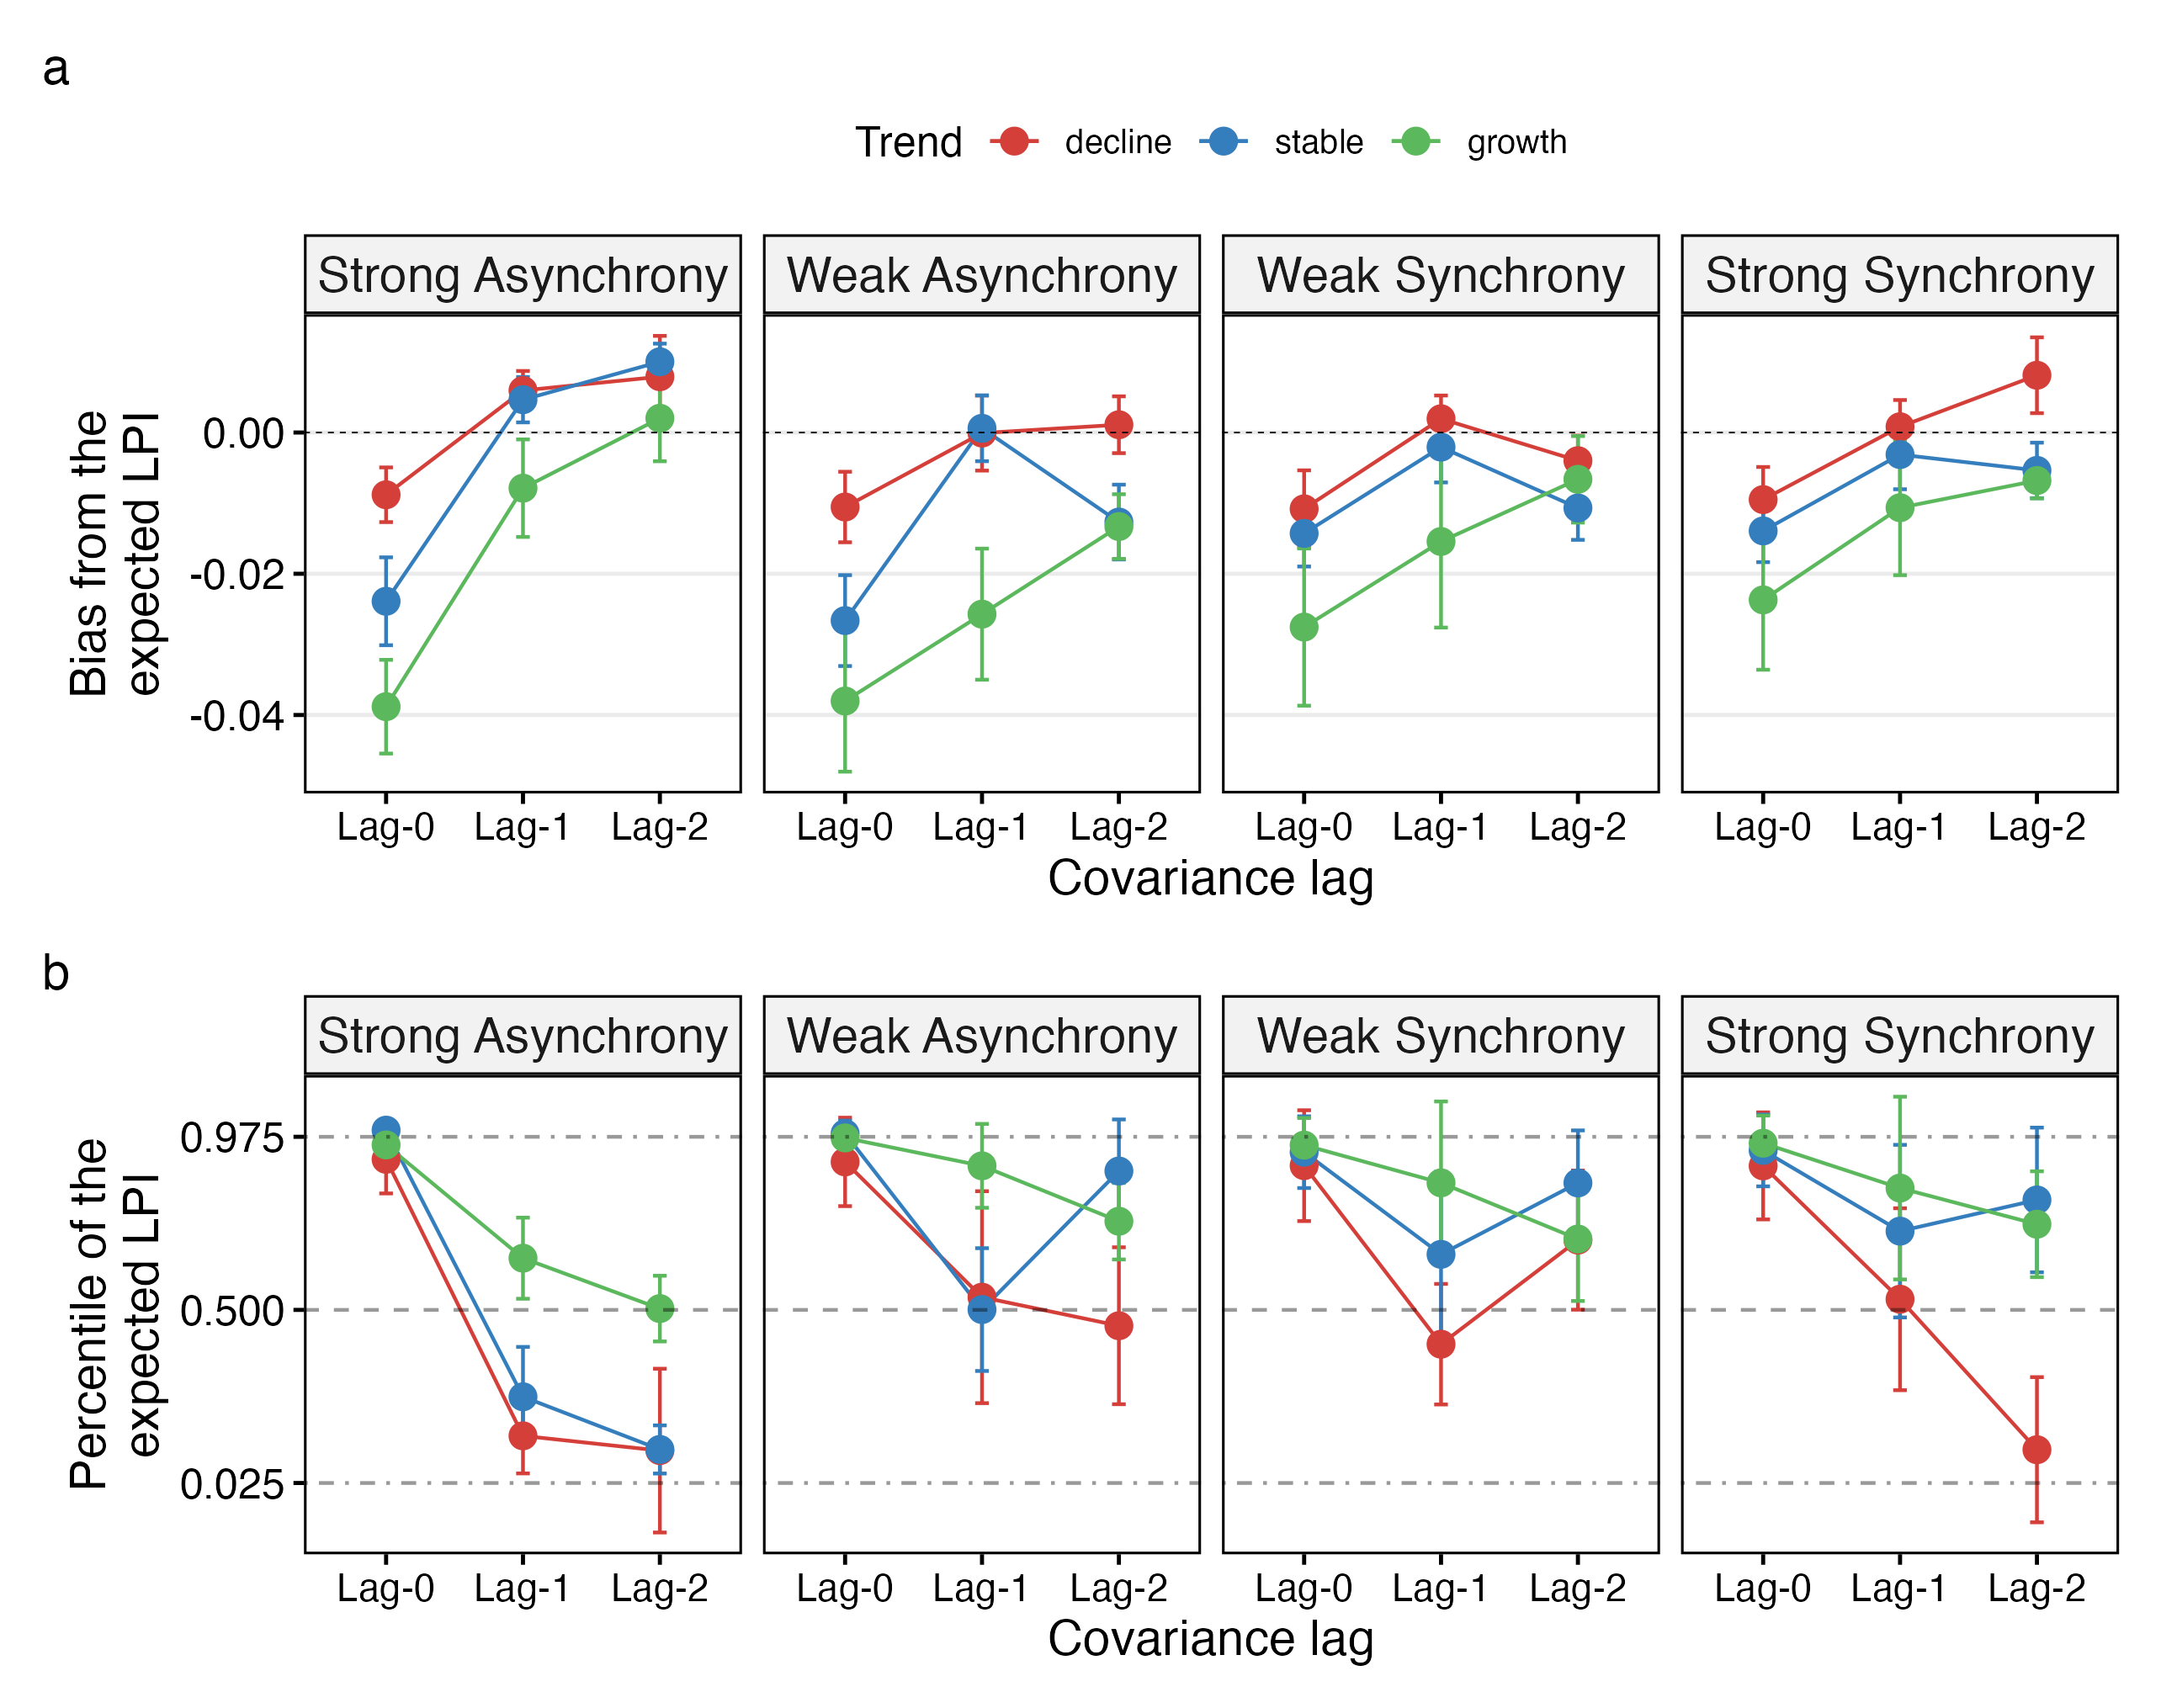 a
Trend decline stable growth
Strong Asynchrony Weak Asynchrony Weak Synchrony Strong Synchrony
Bias from the
expected LPI
0.00
-0.02
-0.04
Lag-0 Lag-1 Lag-2 Lag-0 Lag-1 Lag-2 Lag-0 Lag-1 Lag-2 Lag-0 Lag-1 Lag-2
Covariance lag
b
Strong Asynchrony Weak Asynchrony Weak Synchrony Strong Synchrony
Percentile of the
expected LPI
0.975
0.500
0.025
Lag-0 Lag-1 Lag-2 Lag-0 Lag-1 Lag-2 Lag-0 Lag-1 Lag-2 Lag-0 Lag-1 Lag-2
Covariance lag